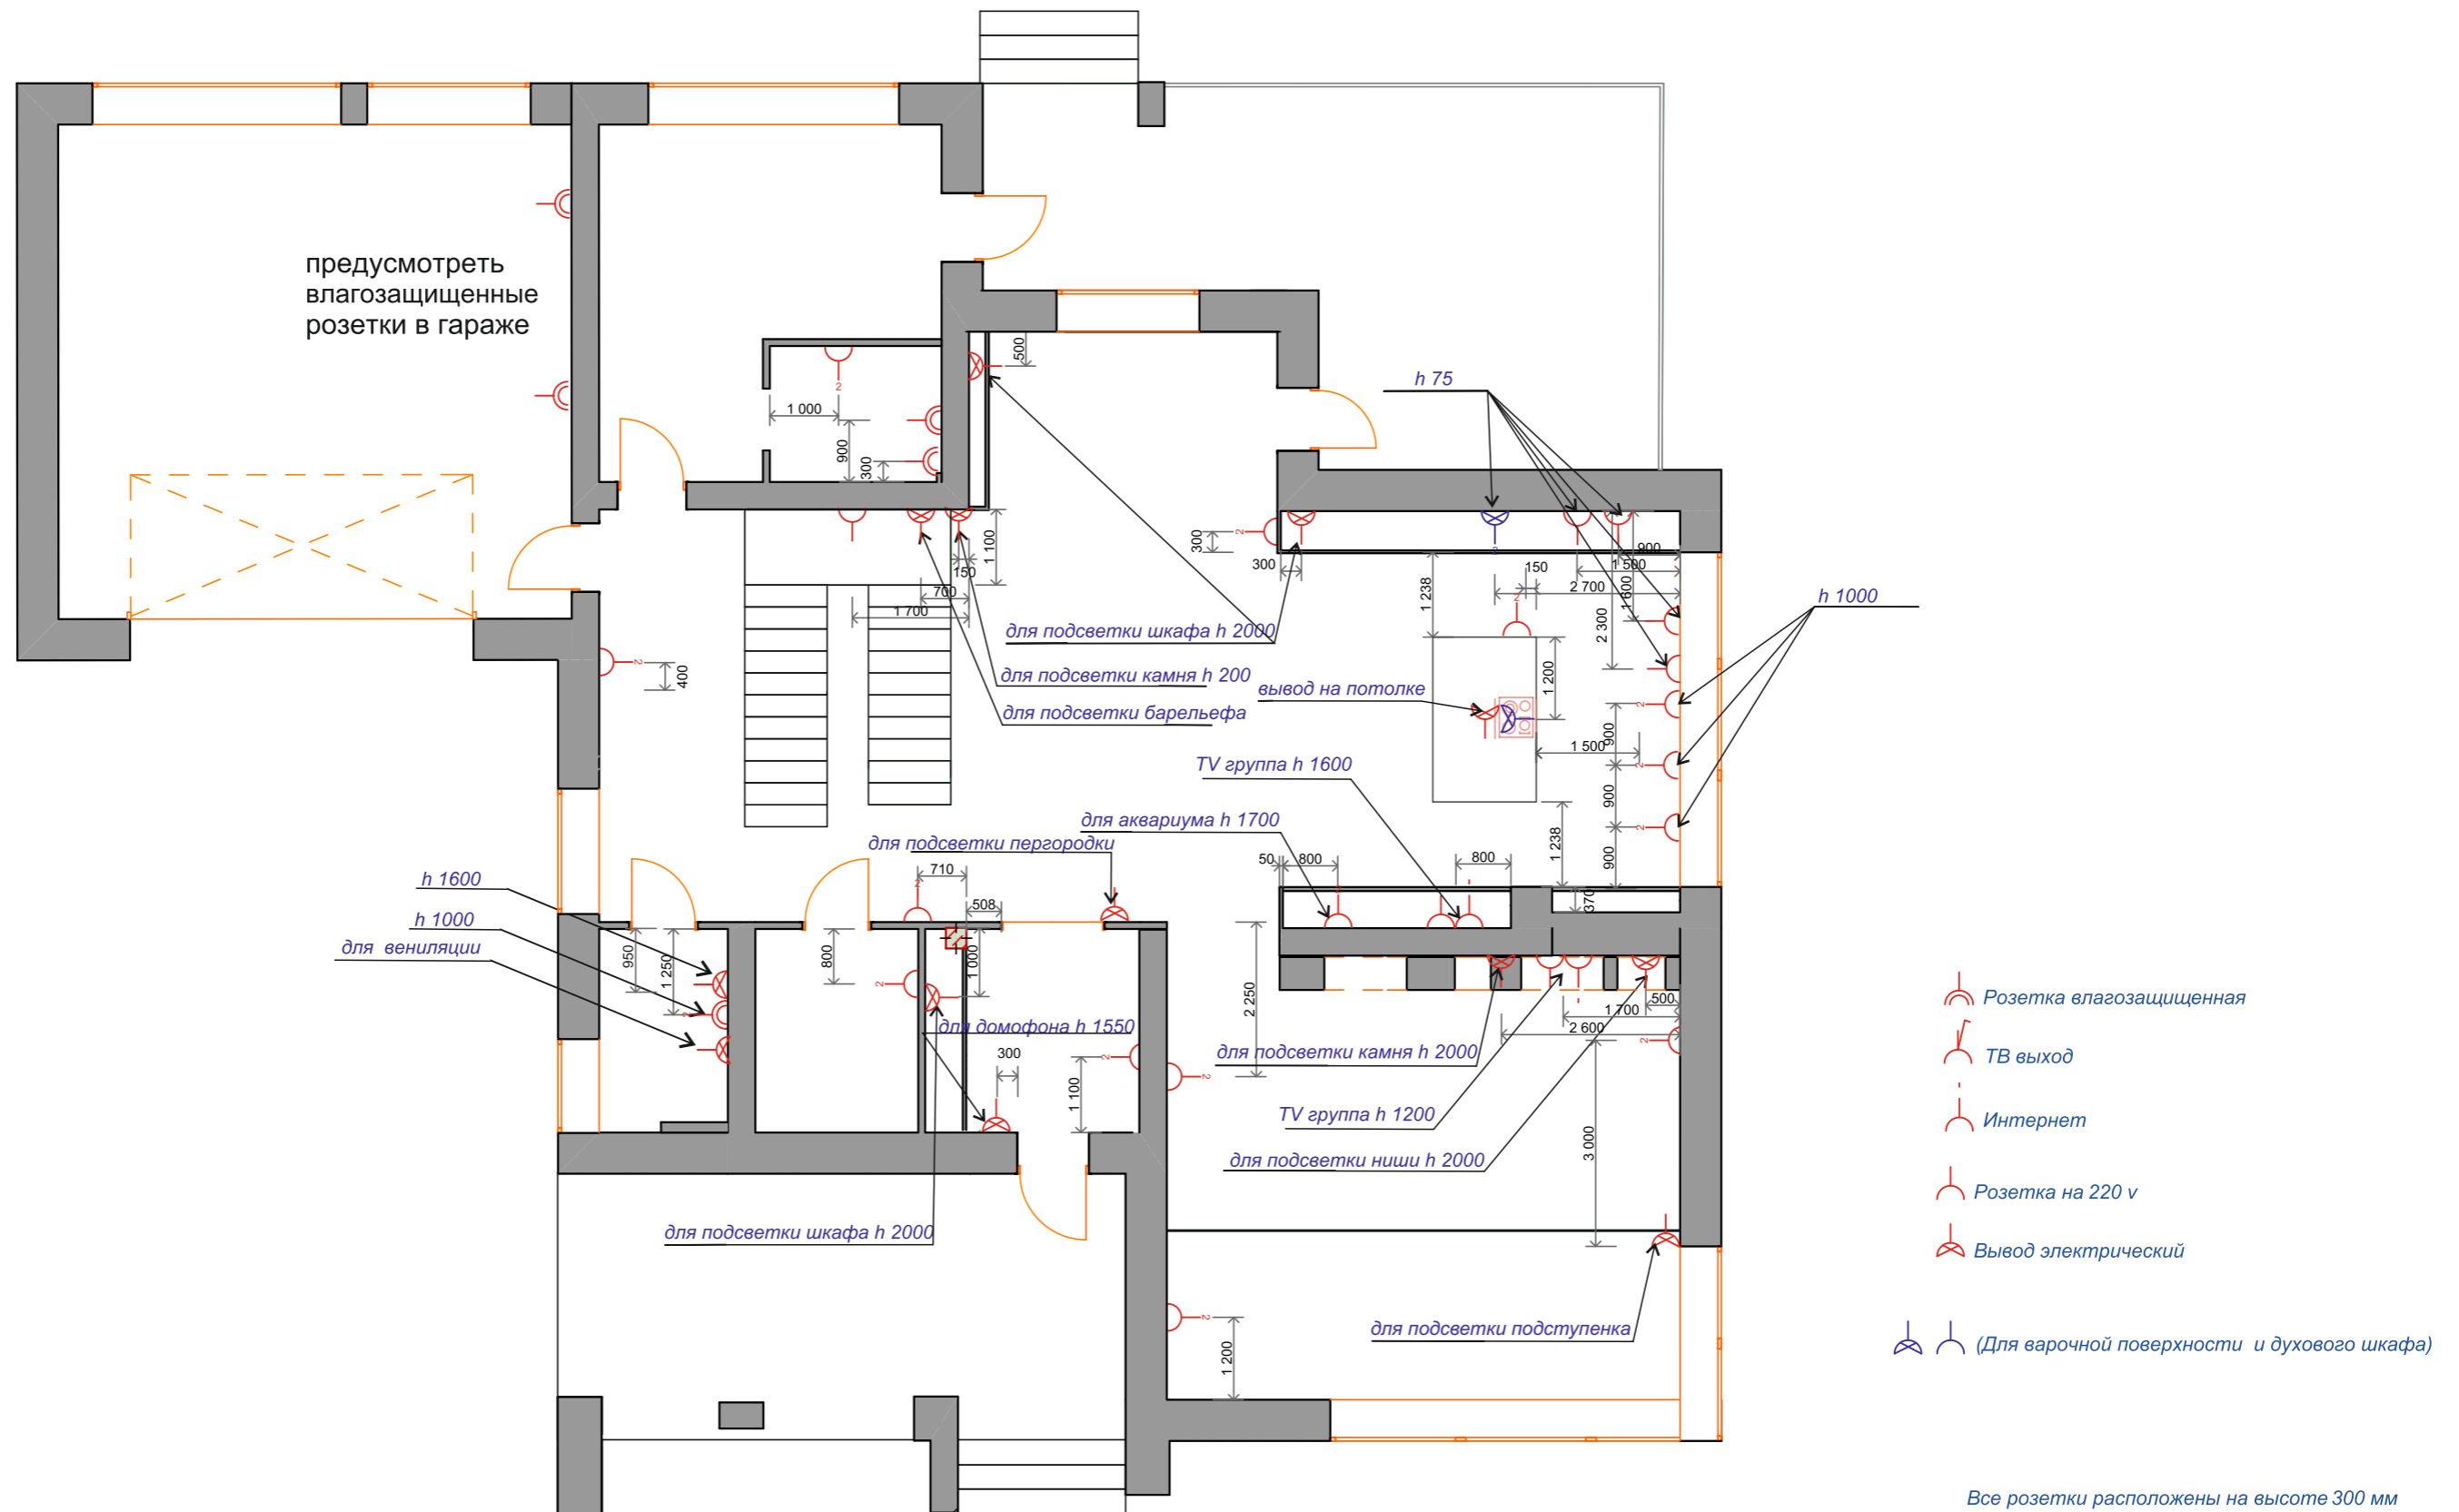 предусмотреть
влагозащищенные
розетки в гараже
500
1 000
900
300
h 75
h 1000
2
300
300
1 100
150
700
1 700
900
1 500
150
2 700
1 600
1 238
2 300
400
для подсветки шкафа h 2000
для подсветки камня h 200
для подсветки барельефа
вывод на потолке
1 200
1 500
900
900
900
1 238
TV группа h 1600
для аквариума h 1700
для подсветки пергородки
50
800
800
370
710
508
h 1600
h 1000
для вениляции
950
1 250
800
1 000
2 250
для домофона h 1550
300
1 100
500
1 700
2 600
для подсветки камня h 2000
TV группа h 1200
для подсветки ниши h 2000
3 000
для подсветки шкафа h 2000
для подсветки подступенка
1 200
Розетка влагозащищенная
ТВ выход
Интернет
Розетка на 220 v
Вывод электрический
(Для варочной поверхности и духового шкафа)
Все розетки расположены на высоте 300 мм